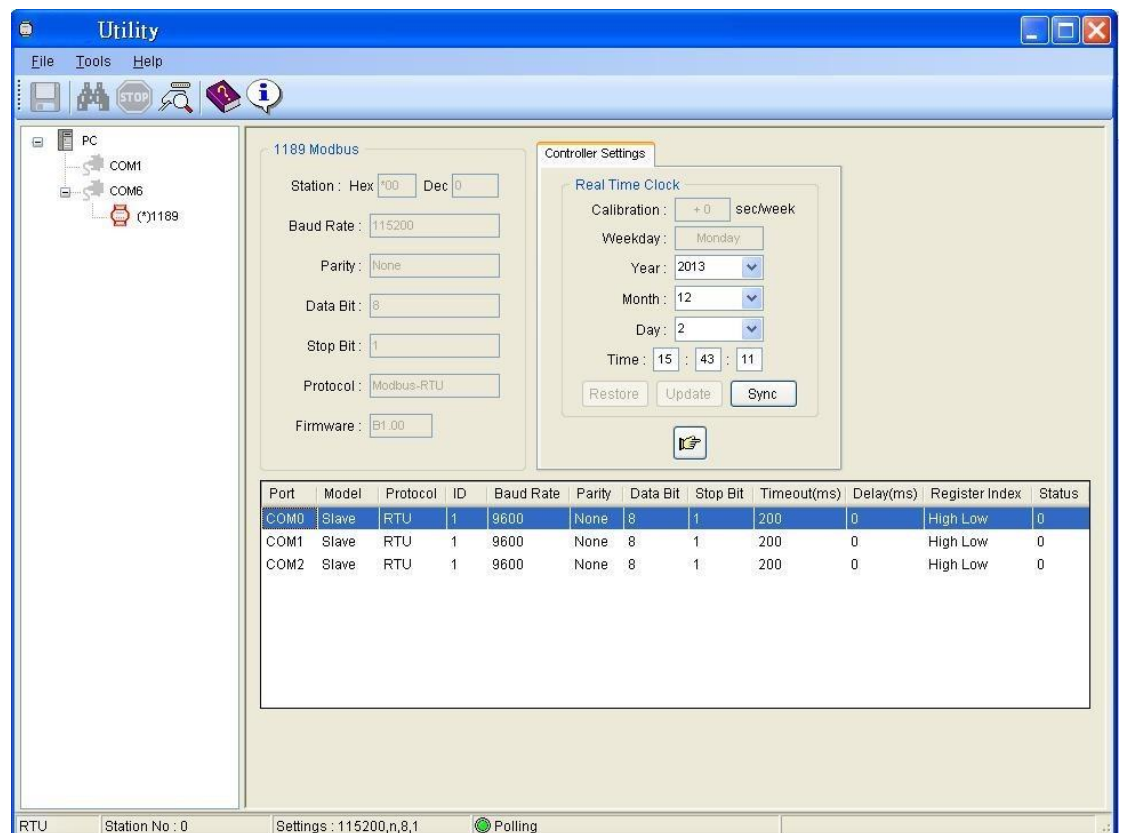 Utility
File Tools Help
STOP
PC
COM1
COM6
(*)1189
1189 Modbus
Station : Hex *00 Dec 0
Baud Rate : 115200
Parity : None
Data Bit : 8
Stop Bit : 1
Protocol : Modbus-RTU
Firmware : B1.00
Controller Settings
Real Time Clock
Calibration : + 0 sec/week
Weekday : Monday
Year : 2013
Month : 12
Day : 2
Time : 15 : 43 : 11
Restore Update Sync
Port Model Protocol ID Baud Rate Parity Data Bit Stop Bit Timeout(ms) Delay(ms) Register Index Status
COM0 Slave RTU 1 9600 None 8 1 200 0 High Low 0
COM1 Slave RTU 1 9600 None 8 1 200 0 High Low 0
COM2 Slave RTU 1 9600 None 8 1 200 0 High Low 0
RTU Station No : 0 Settings : 115200,n,8,1 Polling